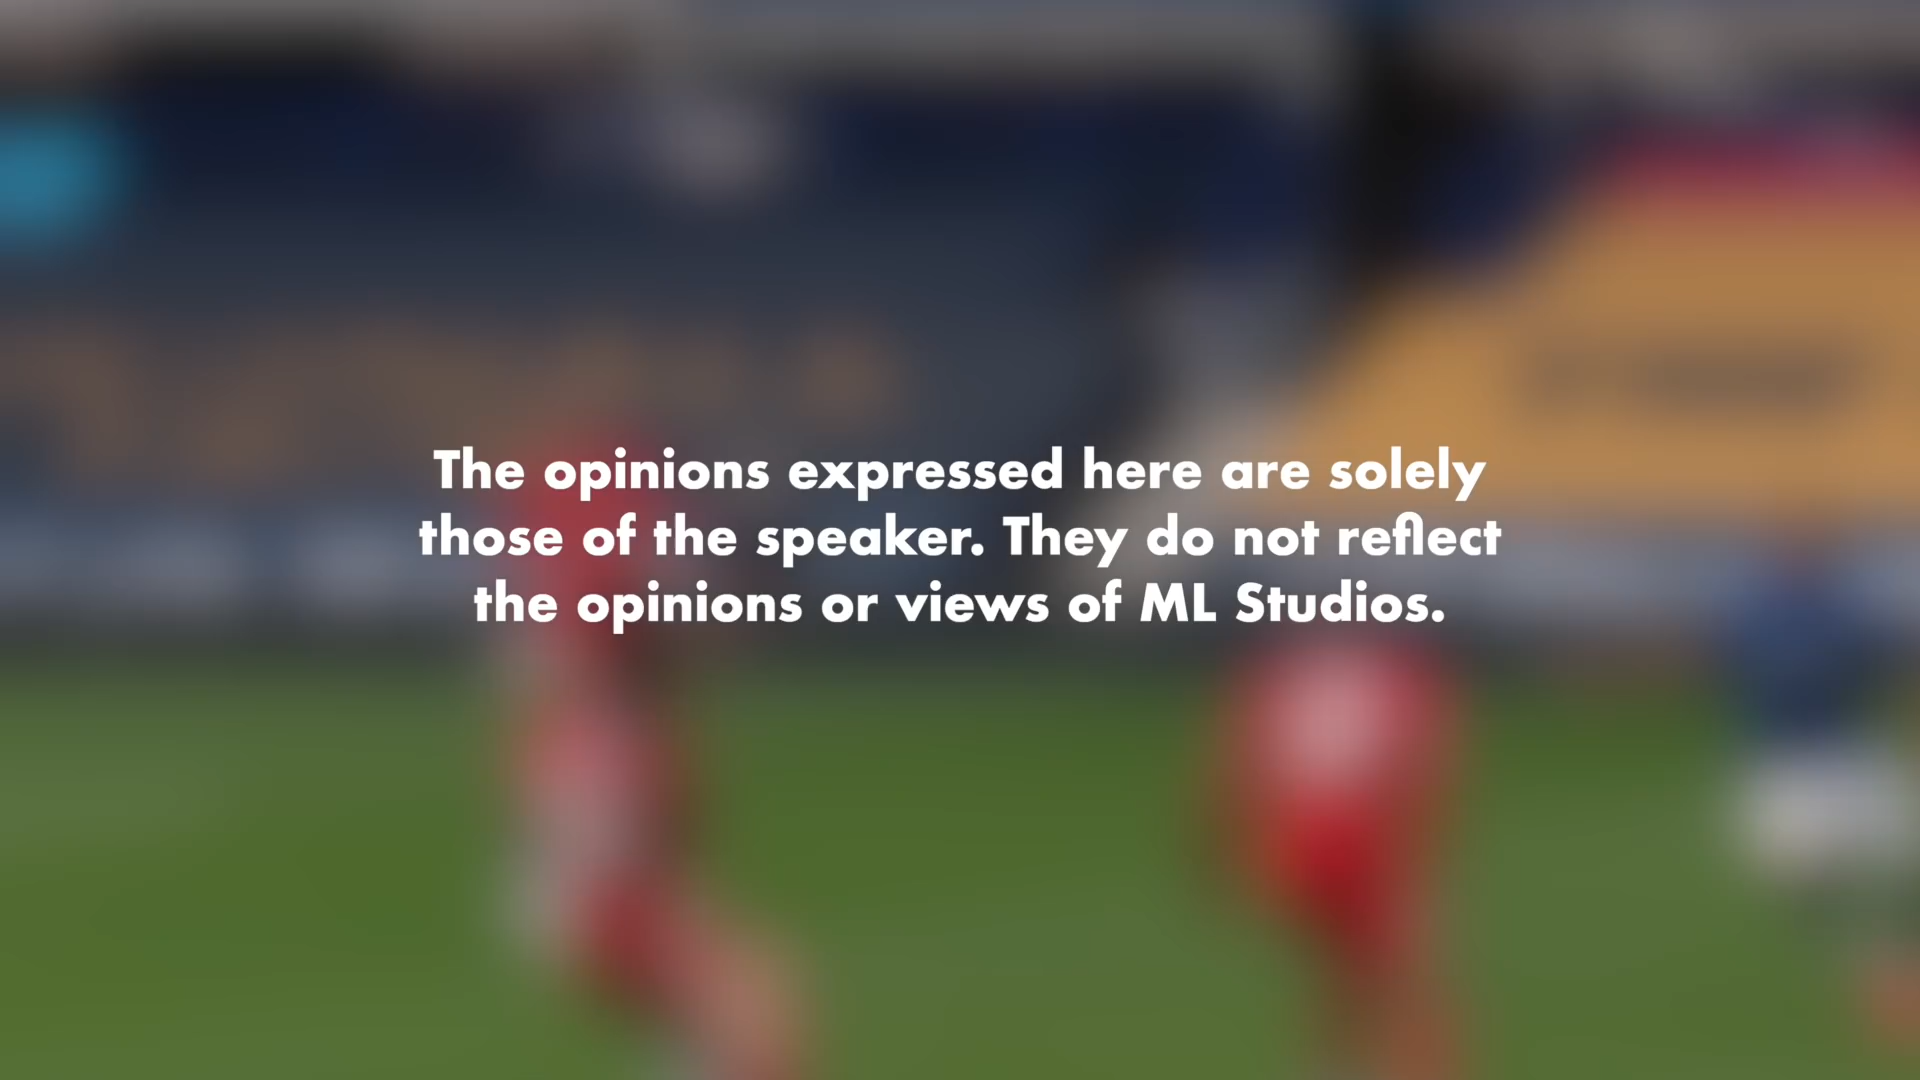 The opinions expressed here are solely
those of the speaker. They do not reflect
the opinions or views of ML Studios.